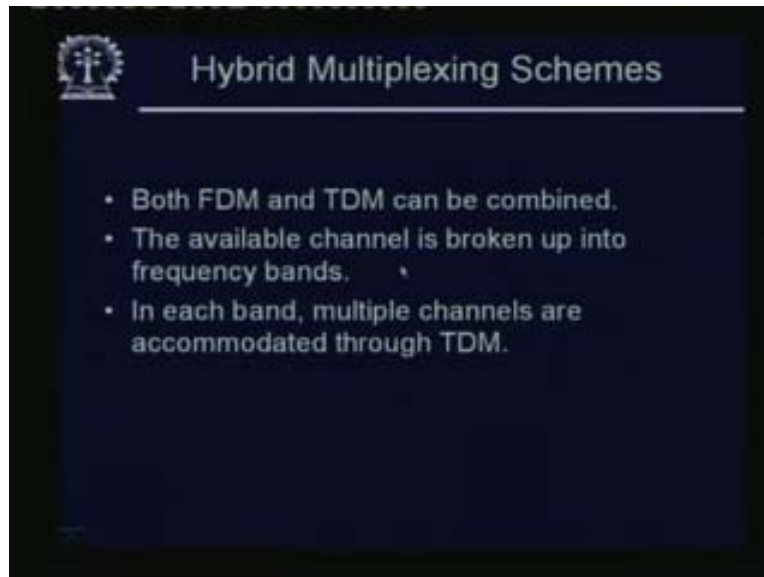 Hybrid Multiplexing Schemes
• Both FDM and TDM can be combined.
• The available channel is broken up into
frequency bands.
• In each band, multiple channels are
accommodated through TDM.